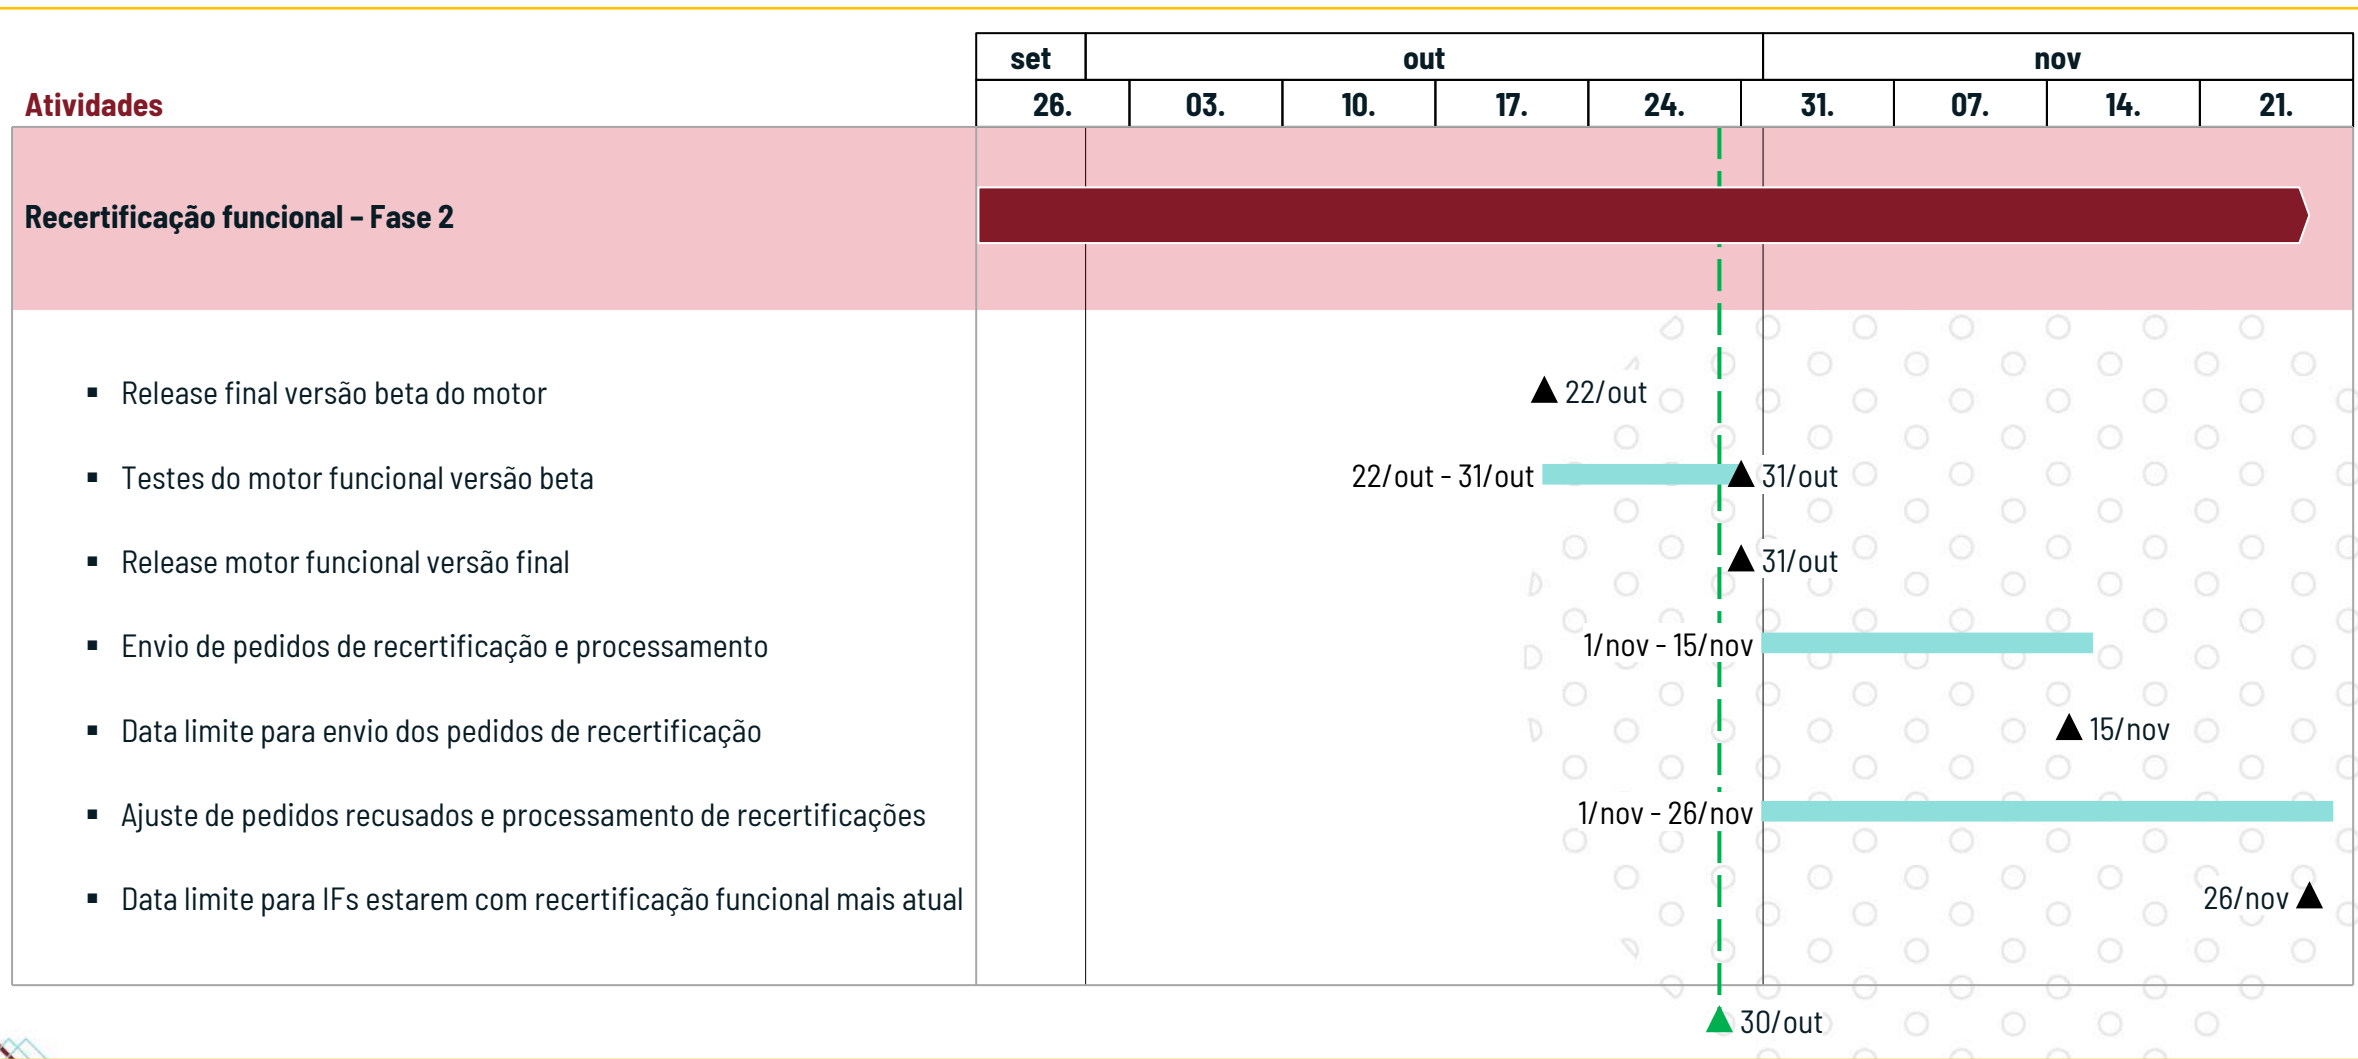 set out nov
Atividades 26. 03. 10. 17. 24. 31. 07. 14. 21.
Recertificação funcional – Fase 2
▪ Release final versão beta do motor 22/out
▪ Testes do motor funcional versão beta 22/out - 31/out 31/out
▪ Release motor funcional versão final 31/out
▪ Envio de pedidos de recertificação e processamento 1/nov - 15/nov
▪ Data limite para envio dos pedidos de recertificação 15/nov
▪ Ajuste de pedidos recusados e processamento de recertificações 1/nov - 26/nov
▪ Data limite para IFs estarem com recertificação funcional mais atual 26/nov
30/out